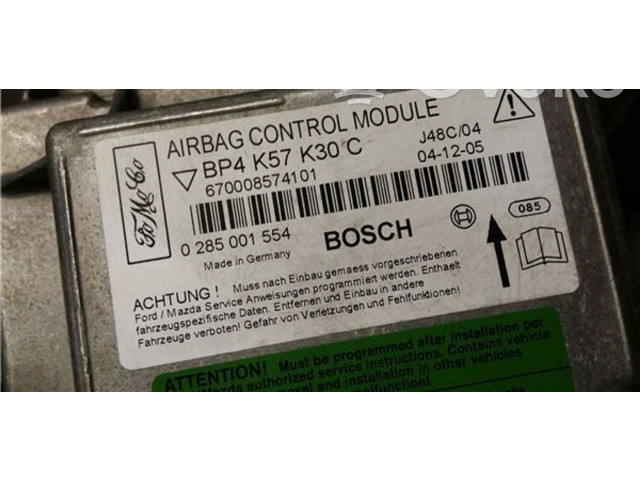 AIRBAG CONTROL MODULE
FoMoCo
BP4 K57 K30 C
J48C/04
670008574101
04-12-05
0 285 001 554
BOSCH
085
Made in Germany
ACHTUNG ! Muss nach Einbau gemaess vorgeschriebenen
Ford / Mazda Service Anweisungen programmiert werden. Enthaelt
fahrzeugspezifische Daten. Entfernen und Einbau in andere
Fahrzeuge verboten! Gefahr von Verletzungen und Fehlfunktionen!
ATTENTION! Must be programmed after installation per
Mazda authorized service instructions. Contains vehicle
and installation in other vehicles